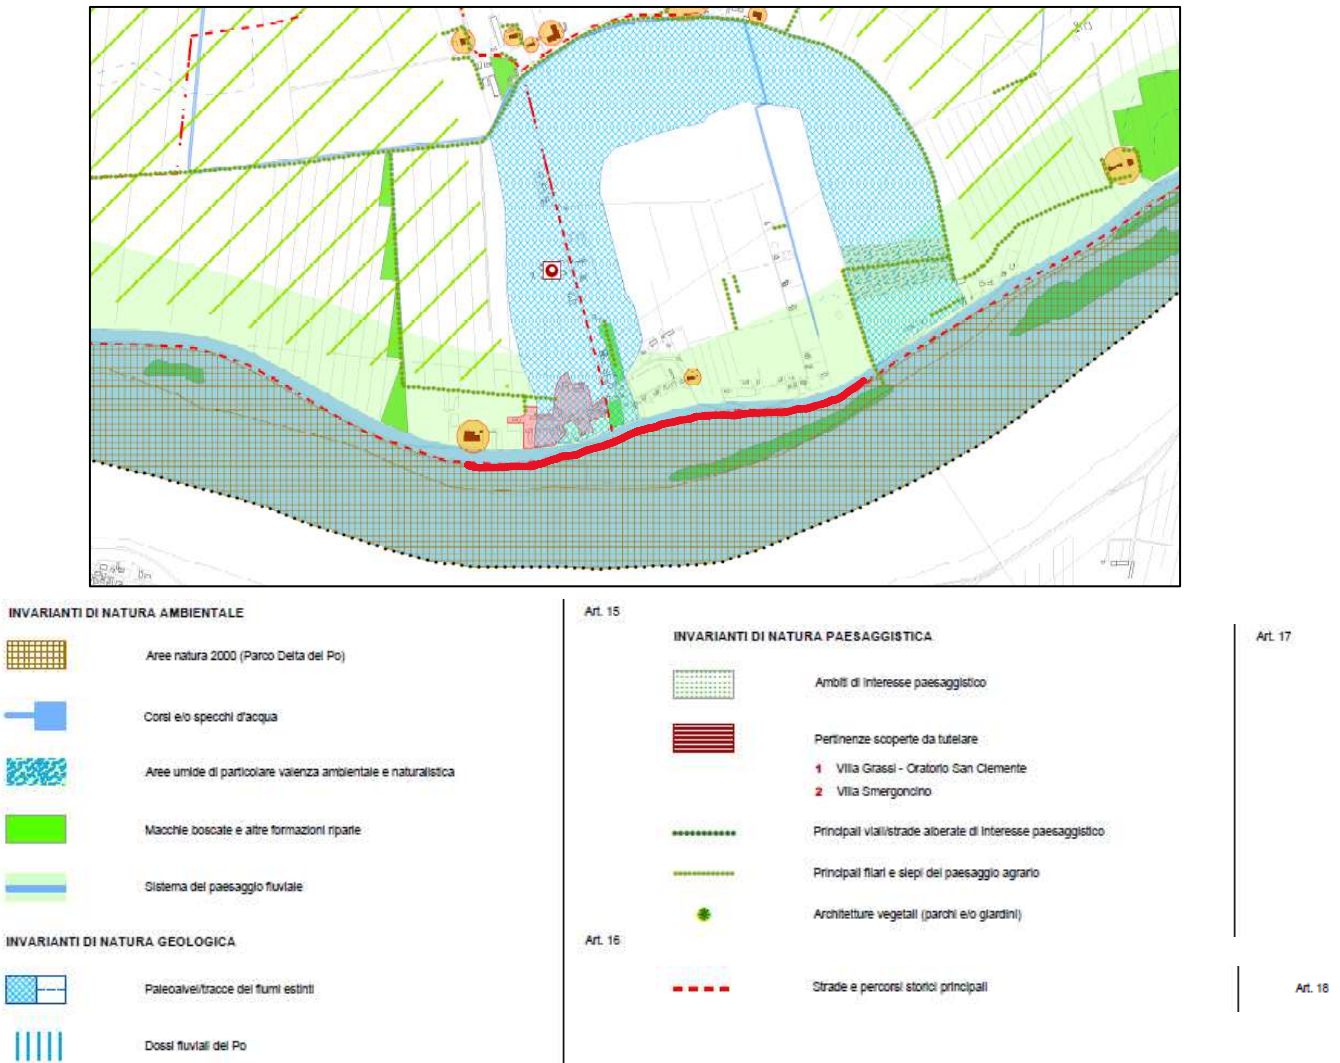 INVARIANTI DI NATURA AMBIENTALE
Art. 15
Aree natura 2000 (Parco Delta del Po)
Corsi e/o specchi d'acqua
Aree umide di particolare valenza ambientale e naturalistica
Macchie boscate e altre formazioni riparie
Sistema del paesaggio fluviale
INVARIANTI DI NATURA GEOLOGICA
Art. 16
Paleoalvei/tracce dei fiumi estinti
Dossi fluviali del Po
INVARIANTI DI NATURA PAESAGGISTICA
Art. 17
Ambiti di interesse paesaggistico
Pertinenze scoperte da tutelare
1 Villa Grassi - Oratorio San Clemente
2 Villa Smergoncino
Principali viali/strade alberate di interesse paesaggistico
Principali filari e siepi del paesaggio agrario
Architetture vegetali (parchi e/o giardini)
Strade e percorsi storici principali
Art. 18